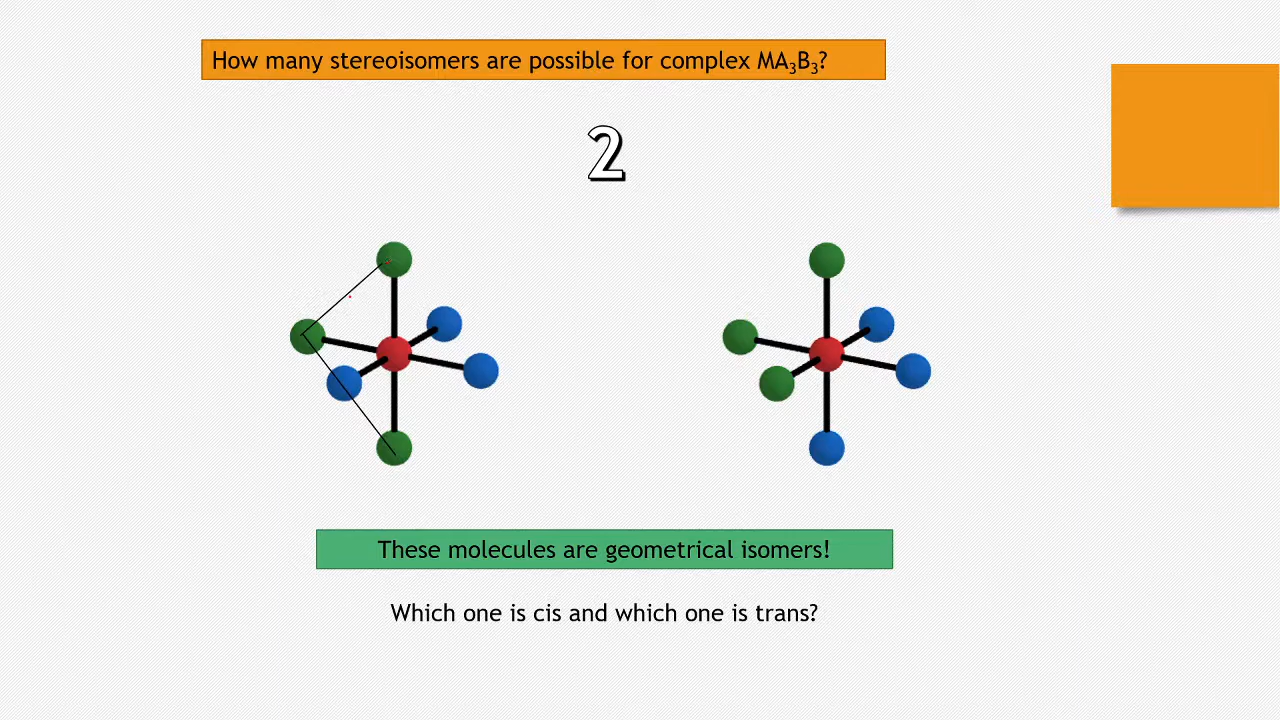 How many stereoisomers are possible for complex MA₃B₃?
2
These molecules are geometrical isomers!
Which one is cis and which one is trans?